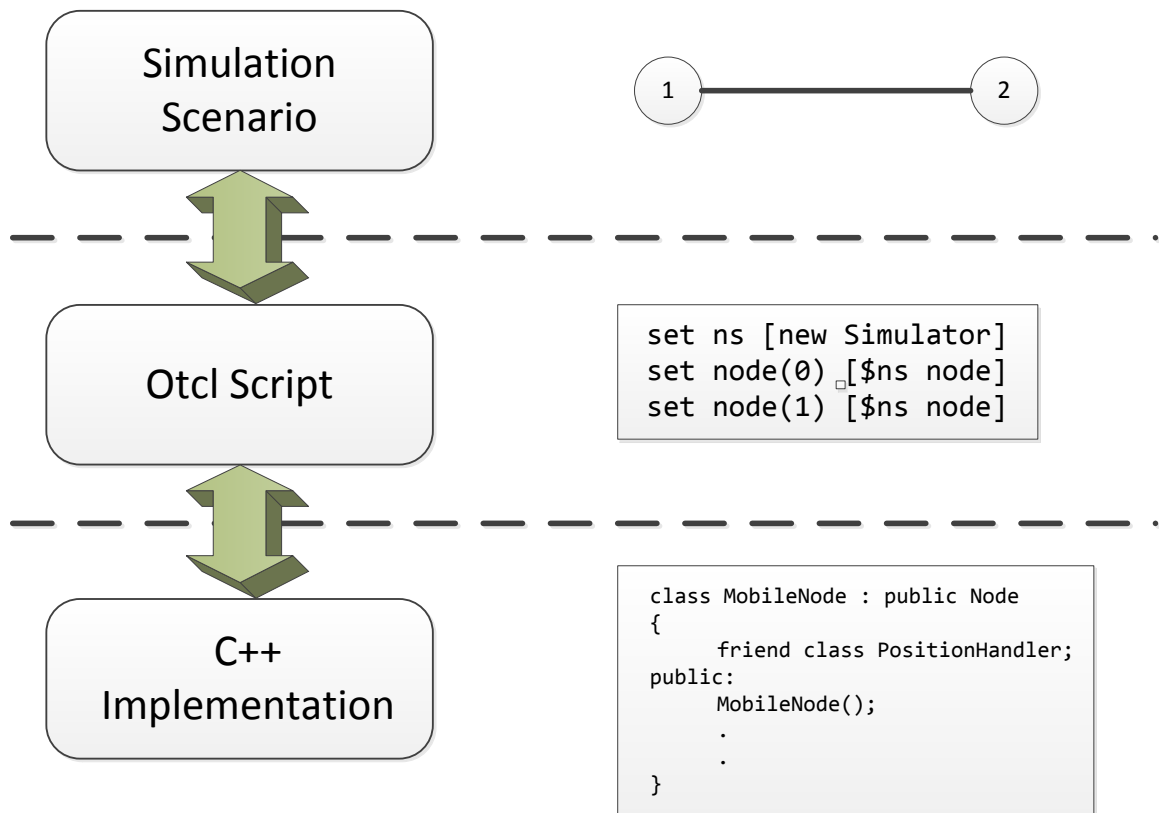 Simulation
Scenario
1
2
Otcl Script
set ns [new Simulator]
set node(0) [$ns node]
set node(1) [$ns node]
C++
Implementation
class MobileNode : public Node
{
friend class PositionHandler;
public:
MobileNode();
.
.
}